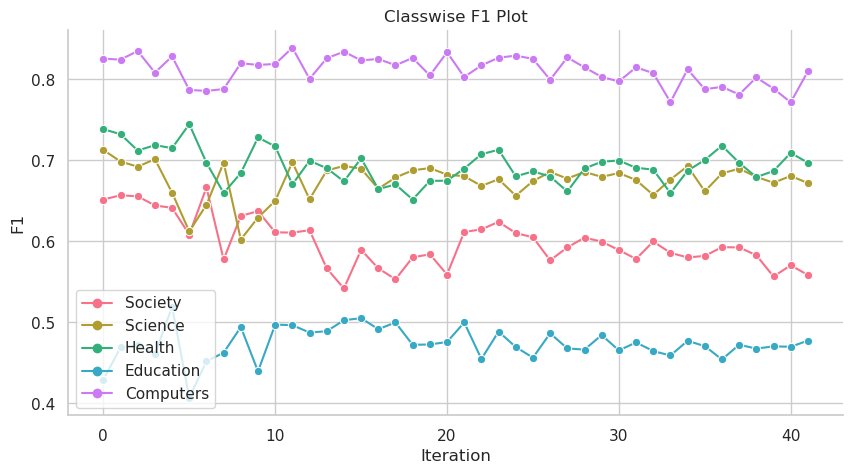 Classwise F1 Plot
F1
0.8
0.7
0.6
0.5
0.4
Society
Science
Health
Education
Computers
0 10 20 30 40
Iteration